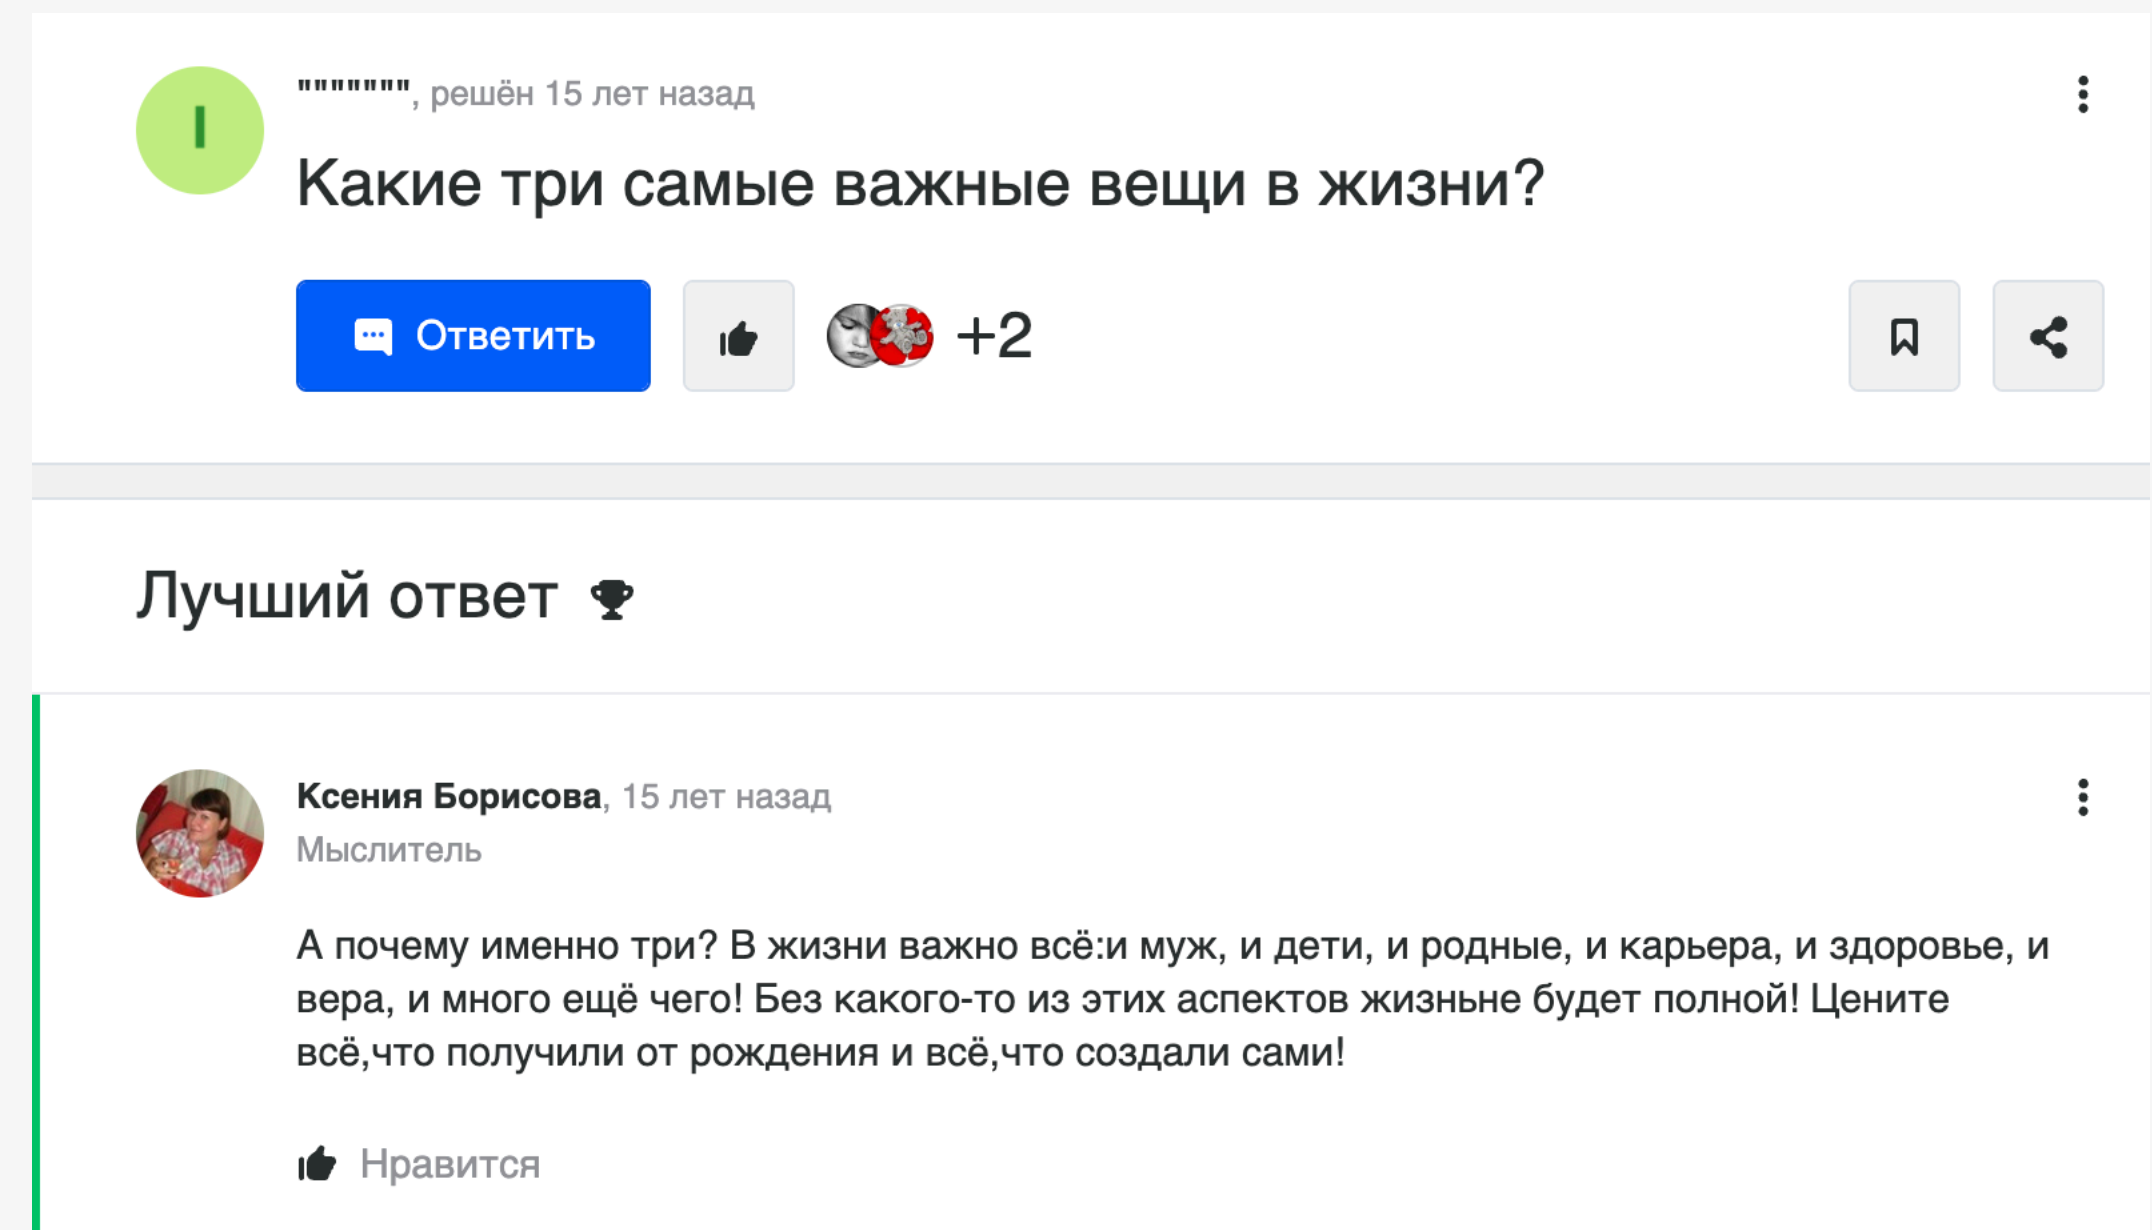 I
""""""", решён 15 лет назад
Какие три самые важные вещи в жизни?
Ответить
+2
Лучший ответ
Ксения Борисова, 15 лет назад
Мыслитель
А почему именно три? В жизни важно всё:и муж, и дети, и родные, и карьера, и здоровье, и
вера, и много ещё чего! Без какого-то из этих аспектов жизньне будет полной! Цените
всё,что получили от рождения и всё,что создали сами!
Нравится